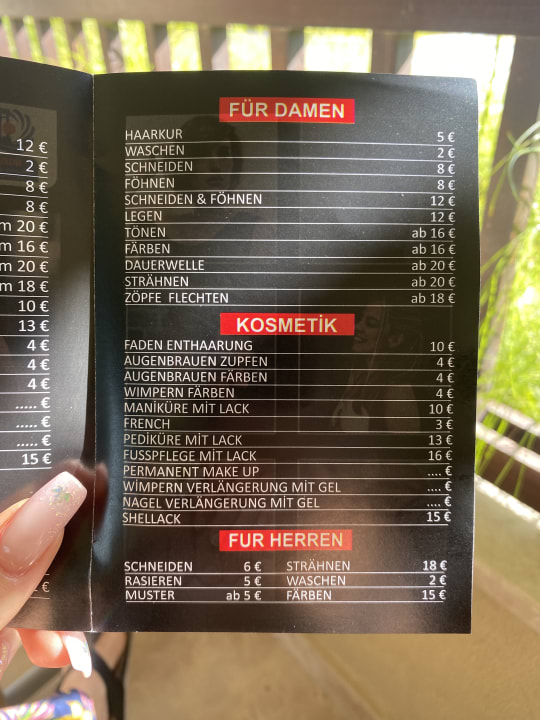 12 €
2 €
8 €
8 €
m 20 €
m 16 €
m 20 €
m 18 €
10 €
13 €
4 €
4 €
4 €
..... €
..... €
..... €
15 €
€
FÜR DAMEN
HAARKUR 5 €
WASCHEN 2 €
SCHNEIDEN 8 €
FÖHNEN 8 €
SCHNEIDEN & FÖHNEN 12 €
LEGEN 12 €
TÖNEN ab 16 €
FÄRBEN ab 16 €
DAUERWELLE ab 20 €
STRÄHNEN ab 20 €
ZÖPFE FLECHTEN ab 18 €
KOSMETİK
FADEN ENTHAARUNG 10 €
AUGENBRAUEN ZUPFEN 4 €
AUGENBRAUEN FÄRBEN 4 €
WIMPERN FÄRBEN 4 €
MANİKÜRE MİT LACK 10 €
FRENCH 3 €
PEDİKÜRE MİT LACK 13 €
FUSSPFLEGE MİT LACK 16 €
PERMANENT MAKE UP .... €
WİMPERN VERLÄNGERUNG MİT GEL .... €
NAGEL VERLÄNGERUNG MİT GEL .... €
SHELLACK 15 €
FUR HERREN
SCHNEIDEN 6 € STRÄHNEN 18 €
RASIEREN 5 € WASCHEN 2 €
MUSTER ab 5 € FÄRBEN 15 €